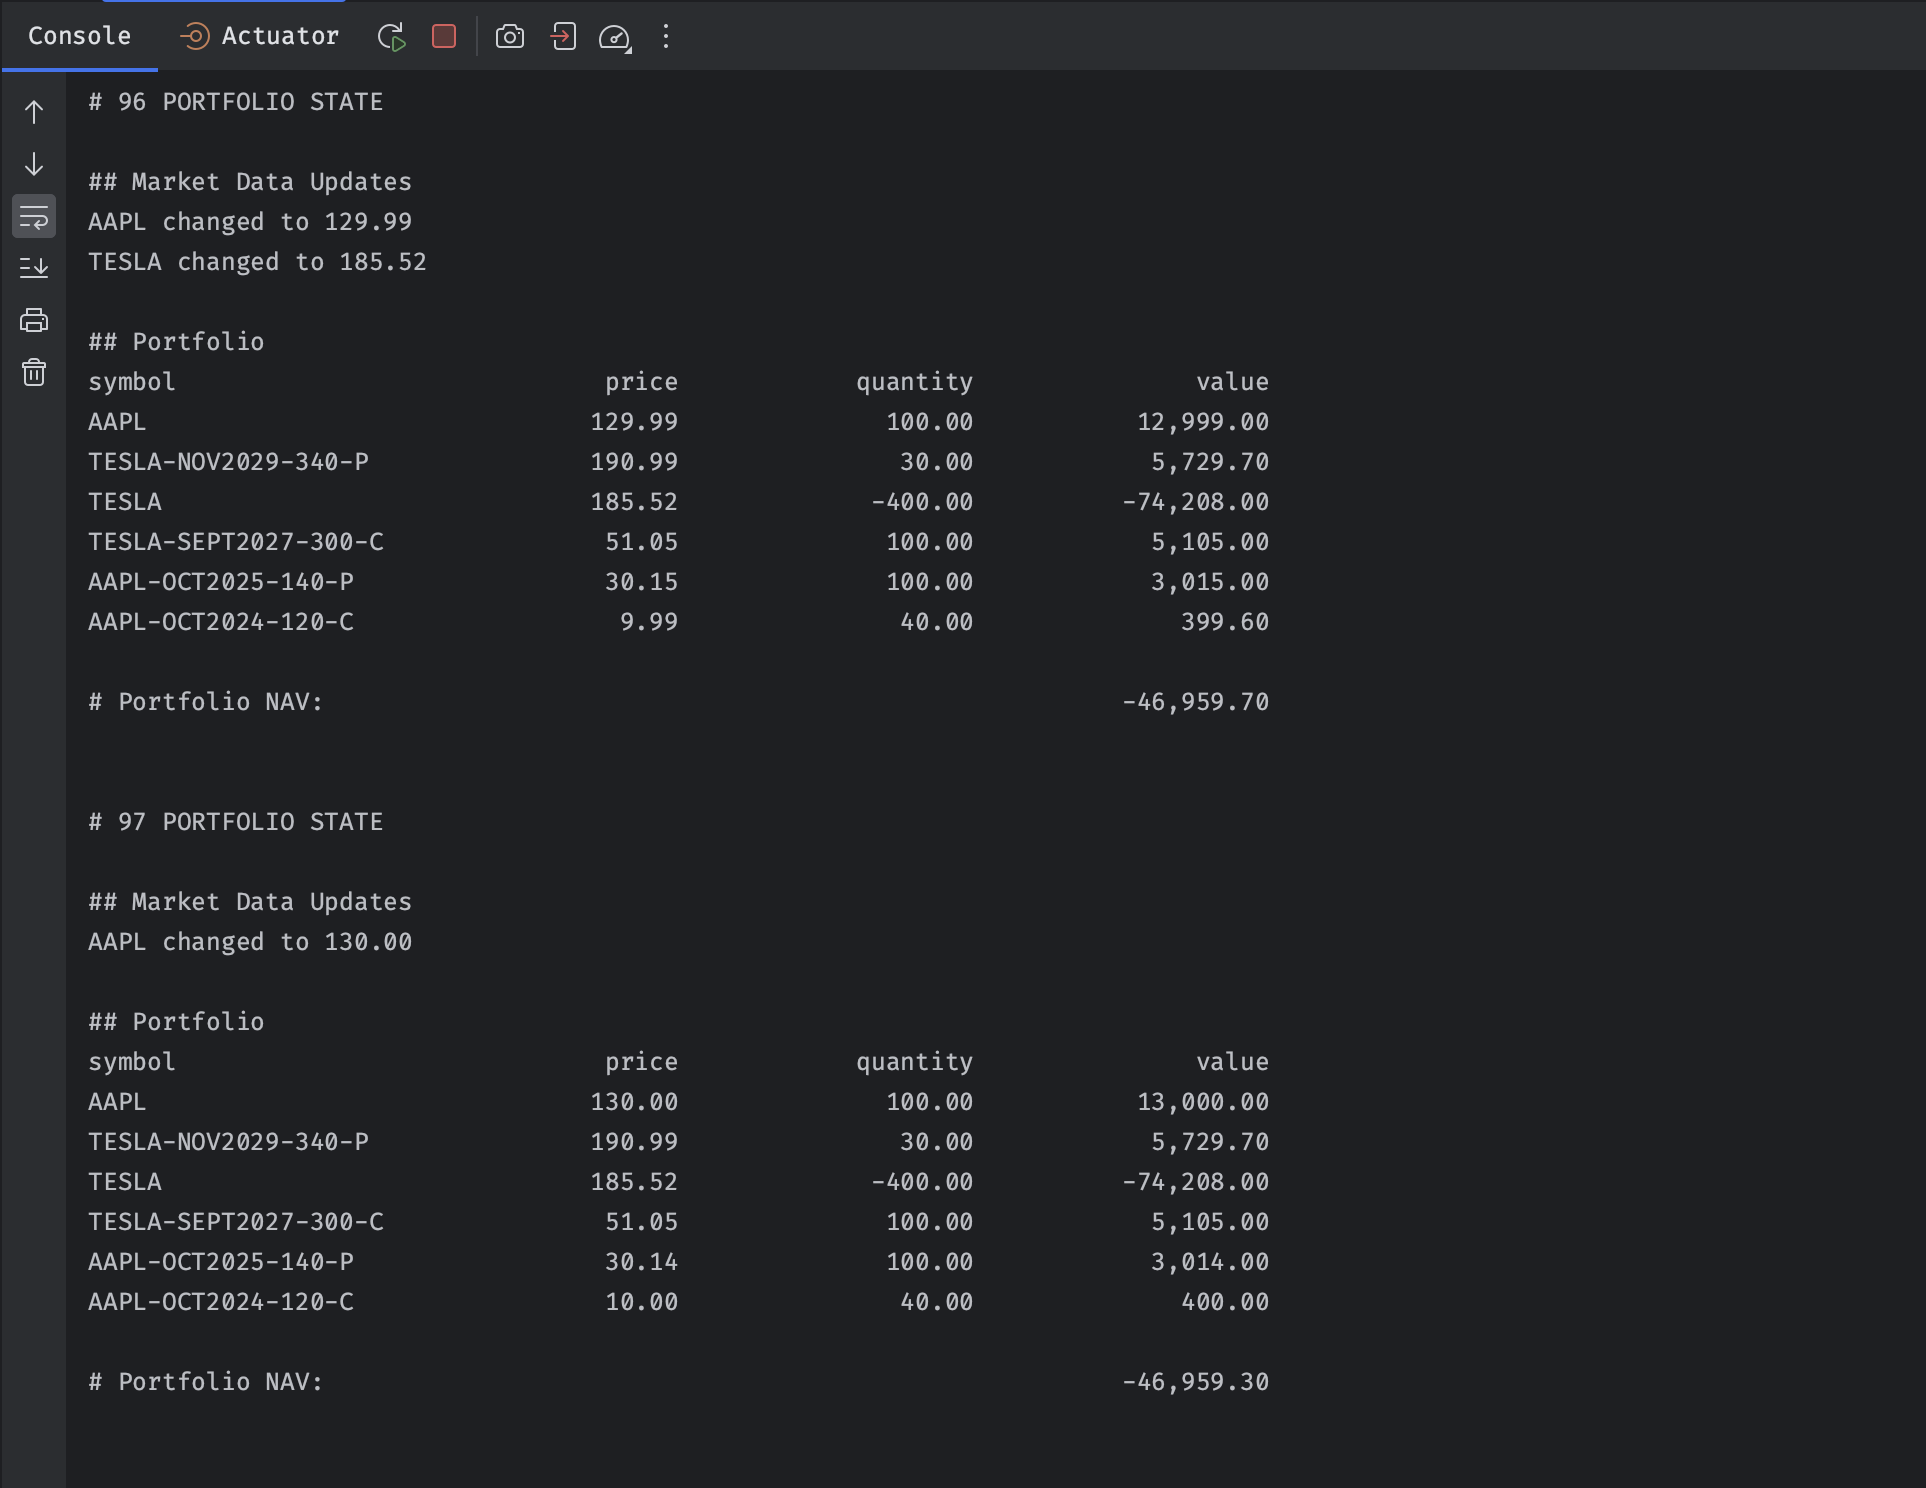 Console Actuator
# 96 PORTFOLIO STATE
## Market Data Updates
AAPL changed to 129.99
TESLA changed to 185.52
## Portfolio
symbol price quantity value
AAPL 129.99 100.00 12,999.00
TESLA-NOV2029-340-P 190.99 30.00 5,729.70
TESLA 185.52 -400.00 -74,208.00
TESLA-SEPT2027-300-C 51.05 100.00 5,105.00
AAPL-OCT2025-140-P 30.15 100.00 3,015.00
AAPL-OCT2024-120-C 9.99 40.00 399.60
# Portfolio NAV: -46,959.70
# 97 PORTFOLIO STATE
## Market Data Updates
AAPL changed to 130.00
## Portfolio
symbol price quantity value
AAPL 130.00 100.00 13,000.00
TESLA-NOV2029-340-P 190.99 30.00 5,729.70
TESLA 185.52 -400.00 -74,208.00
TESLA-SEPT2027-300-C 51.05 100.00 5,105.00
AAPL-OCT2025-140-P 30.14 100.00 3,014.00
AAPL-OCT2024-120-C 10.00 40.00 400.00
# Portfolio NAV: -46,959.30